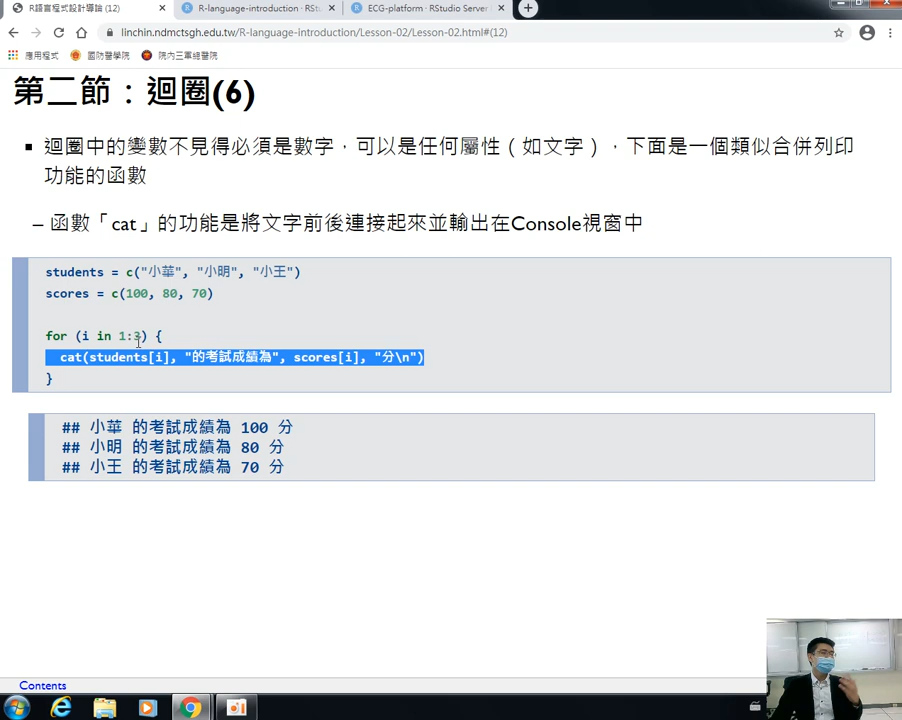 R語言程式設計導論 (12)
R-language-introduction · RStu
ECG-platform · RStudio Server
linchin.ndmctsgh.edu.tw/R-language-introduction/Lesson-02/Lesson-02.html#(12)
應用程式 國防醫學院 院內三軍總醫院
第二節：迴圈(6)
迴圈中的變數不見得必須是數字，可以是任何屬性（如文字），下面是一個類似合併列印
功能的函數
– 函數「cat」的功能是將文字前後連接起來並輸出在Console視窗中
students = c("小華", "小明", "小王")
scores = c(100, 80, 70)
for (i in 1:3) {
cat(students[i], "的考試成績為", scores[i], "分\n")
}
## 小華 的考試成績為 100 分
## 小明 的考試成績為 80 分
## 小王 的考試成績為 70 分
Contents